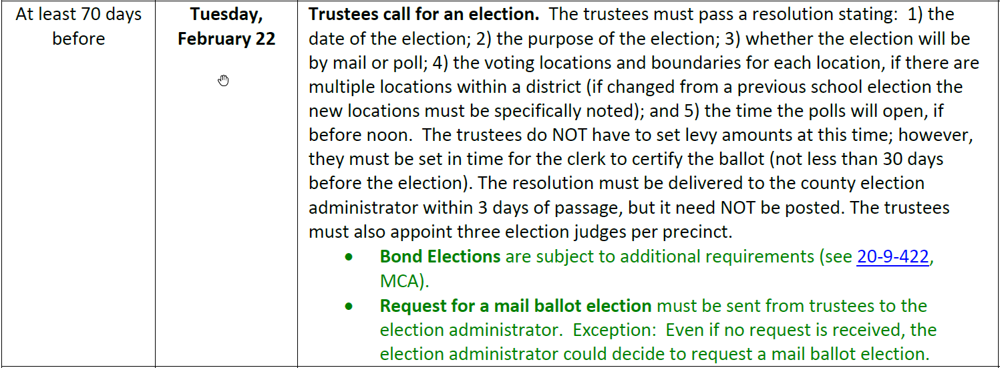 At least 70 days
before
Tuesday,
February 22
Trustees call for an election.  The trustees must pass a resolution stating:  1) the
date of the election; 2) the purpose of the election; 3) whether the election will be
by mail or poll; 4) the voting locations and boundaries for each location, if there are
multiple locations within a district (if changed from a previous school election the
new locations must be specifically noted); and 5) the time the polls will open, if
before noon.  The trustees do NOT have to set levy amounts at this time; however,
they must be set in time for the clerk to certify the ballot (not less than 30 days
before the election). The resolution must be delivered to the county election
administrator within 3 days of passage, but it need NOT be posted. The trustees
must also appoint three election judges per precinct.
• Bond Elections are subject to additional requirements (see 20-9-422,
MCA).
• Request for a mail ballot election must be sent from trustees to the
election administrator.  Exception:  Even if no request is received, the
election administrator could decide to request a mail ballot election.